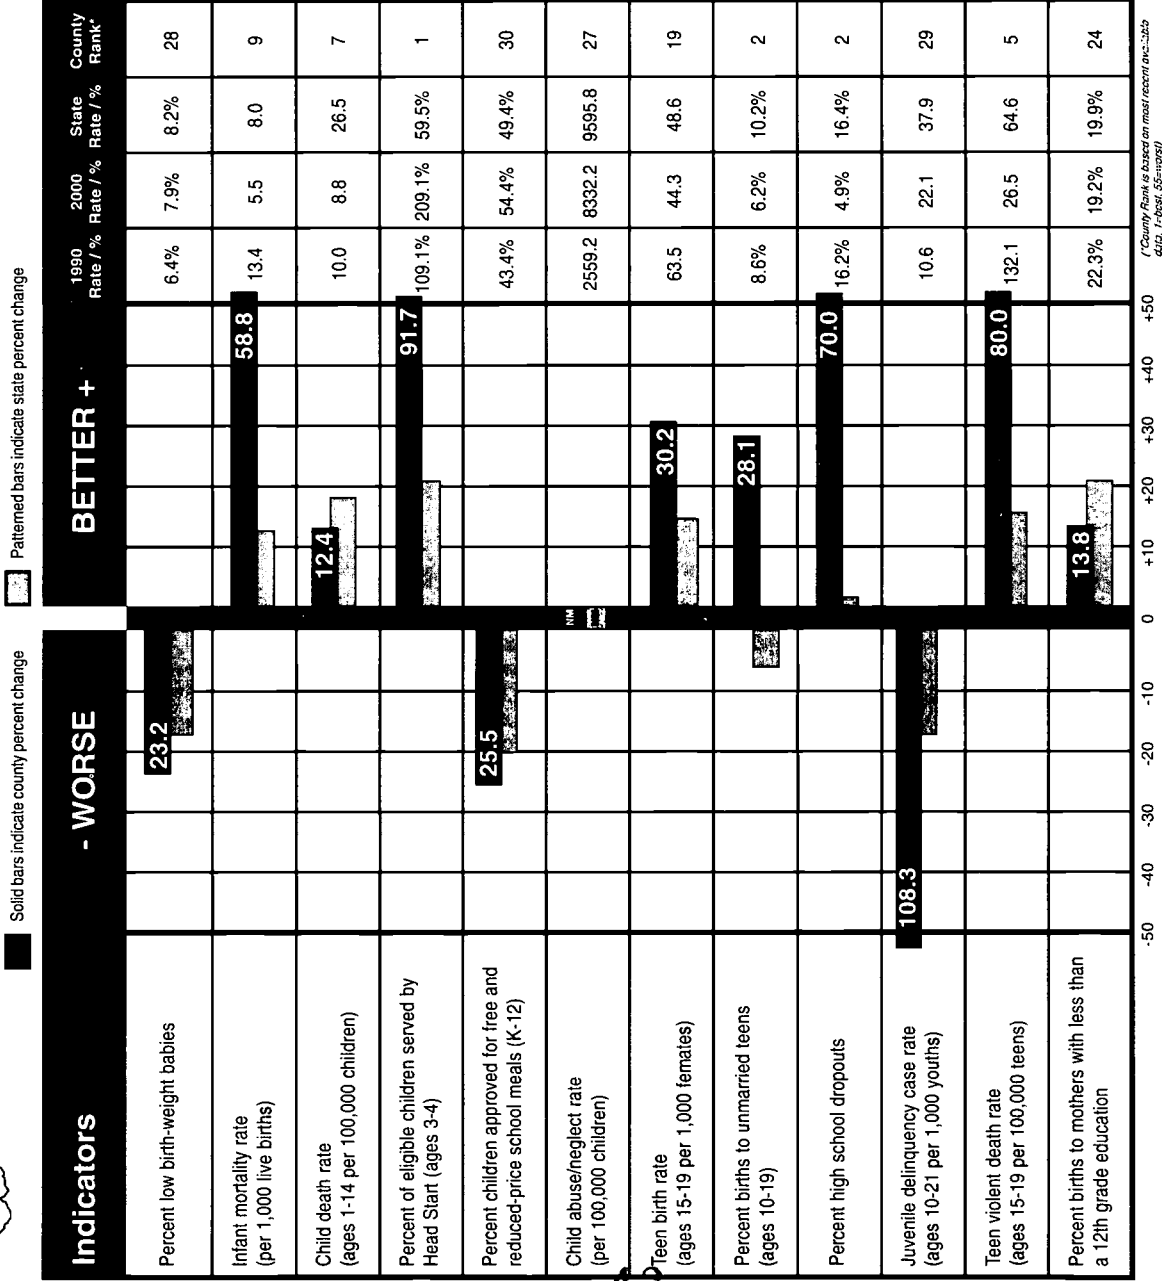 Solid bars indicate county percent change
Patterned bars indicate state percent change
Indicators
- WORSE
BETTER +
1990
Rate / %
2000
Rate / %
State
Rate / %
County
Rank*
Percent low birth-weight babies
23.2
6.4%
7.9%
8.2%
28
Infant mortality rate
(per 1,000 live births)
58.8
13.4
5.5
8.0
9
Child death rate
(ages 1-14 per 100,000 children)
12.4
10.0
8.8
26.5
7
Percent of eligible children served by
Head Start (ages 3-4)
91.7
109.1%
209.1%
59.5%
1
Percent children approved for free and
reduced-price school meals (K-12)
25.5
43.4%
54.4%
49.4%
30
Child abuse/neglect rate
(per 100,000 children)
NM
2559.2
8332.2
9595.8
27
Teen birth rate
(ages 15-19 per 1,000 females)
30.2
63.5
44.3
48.6
19
Percent births to unmarried teens
(ages 10-19)
28.1
8.6%
6.2%
10.2%
2
Percent high school dropouts
70.0
16.2%
4.9%
16.4%
2
Juvenile delinquency case rate
(ages 10-21 per 1,000 youths)
108.3
10.6
22.1
37.9
29
Teen violent death rate
(ages 15-19 per 100,000 teens)
80.0
132.1
26.5
64.6
5
Percent births to mothers with less than
a 12th grade education
13.8
22.3%
19.2%
19.9%
24
-50
-40
-30
-20
-10
0
+10
+20
+30
+40
+50
(*County Rank is based on most recent available
data. 1=best, 55=worst)